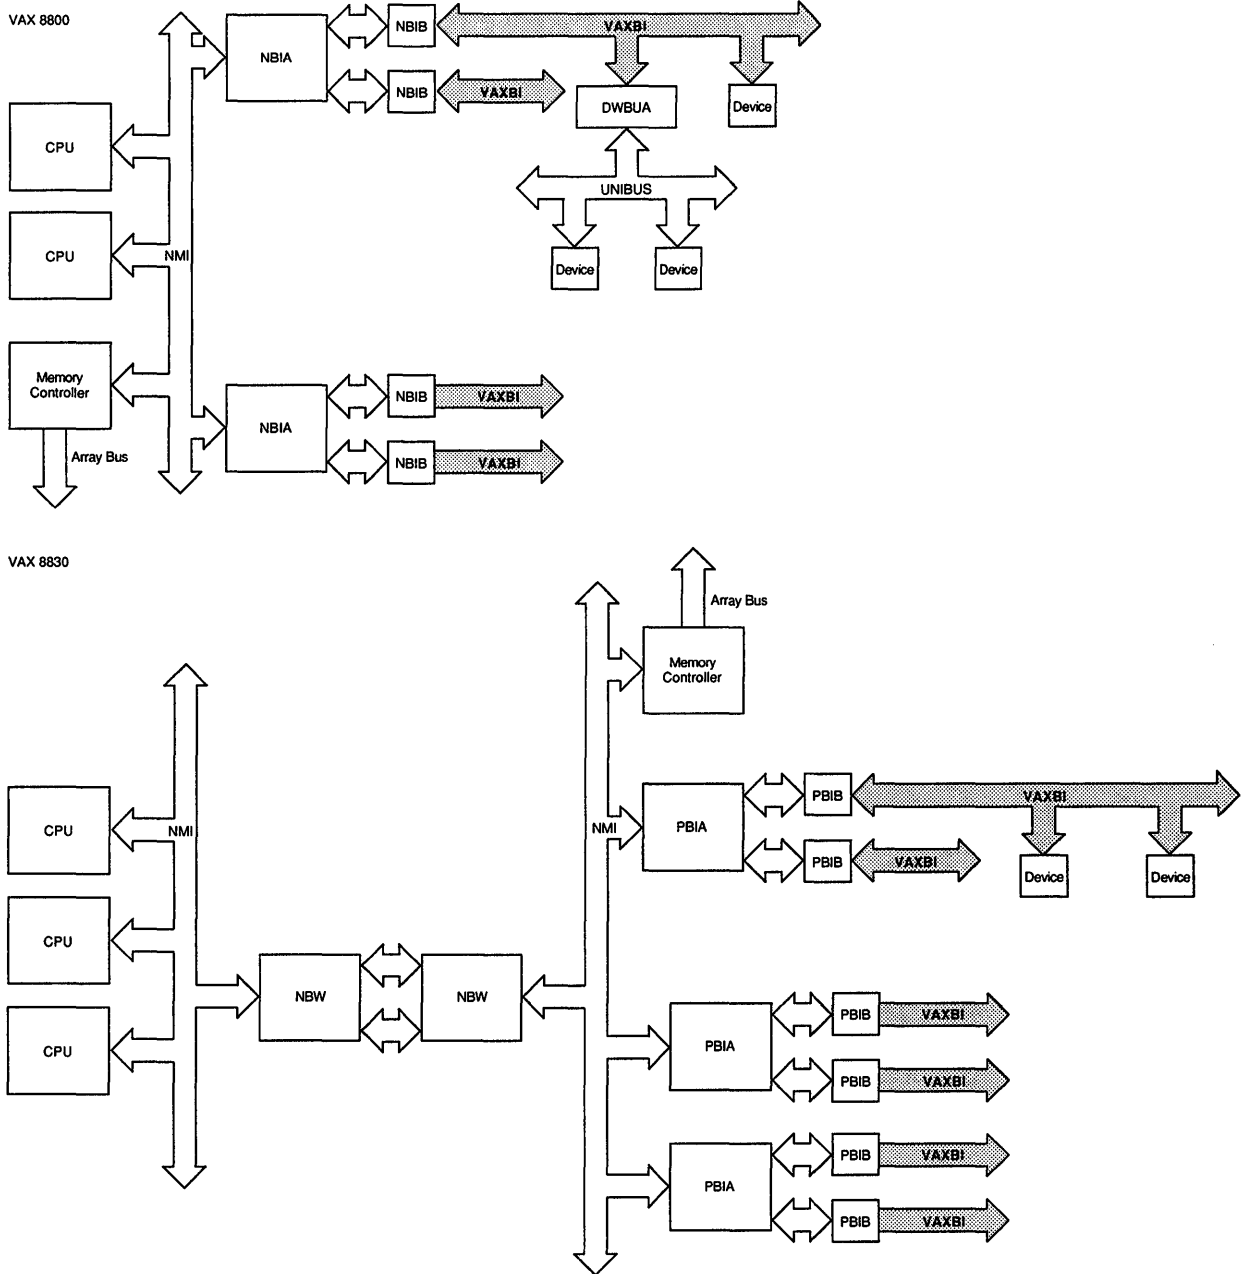 VAX 8800
NBIA
NBIB
VAXBI
NBIB
VAXBI
DWBUA
Device
CPU
UNIBUS
CPU
NMI
Device
Device
Memory
Controller
NBIA
NBIB
VAXBI
NBIB
VAXBI
Array Bus
VAX 8830
Array Bus
Memory
Controller
CPU
NMI
NMI
PBIA
PBIB
VAXBI
PBIB
VAXBI
Device
Device
CPU
NBW
NBW
CPU
PBIA
PBIB
VAXBI
PBIB
VAXBI
PBIA
PBIB
VAXBI
PBIB
VAXBI